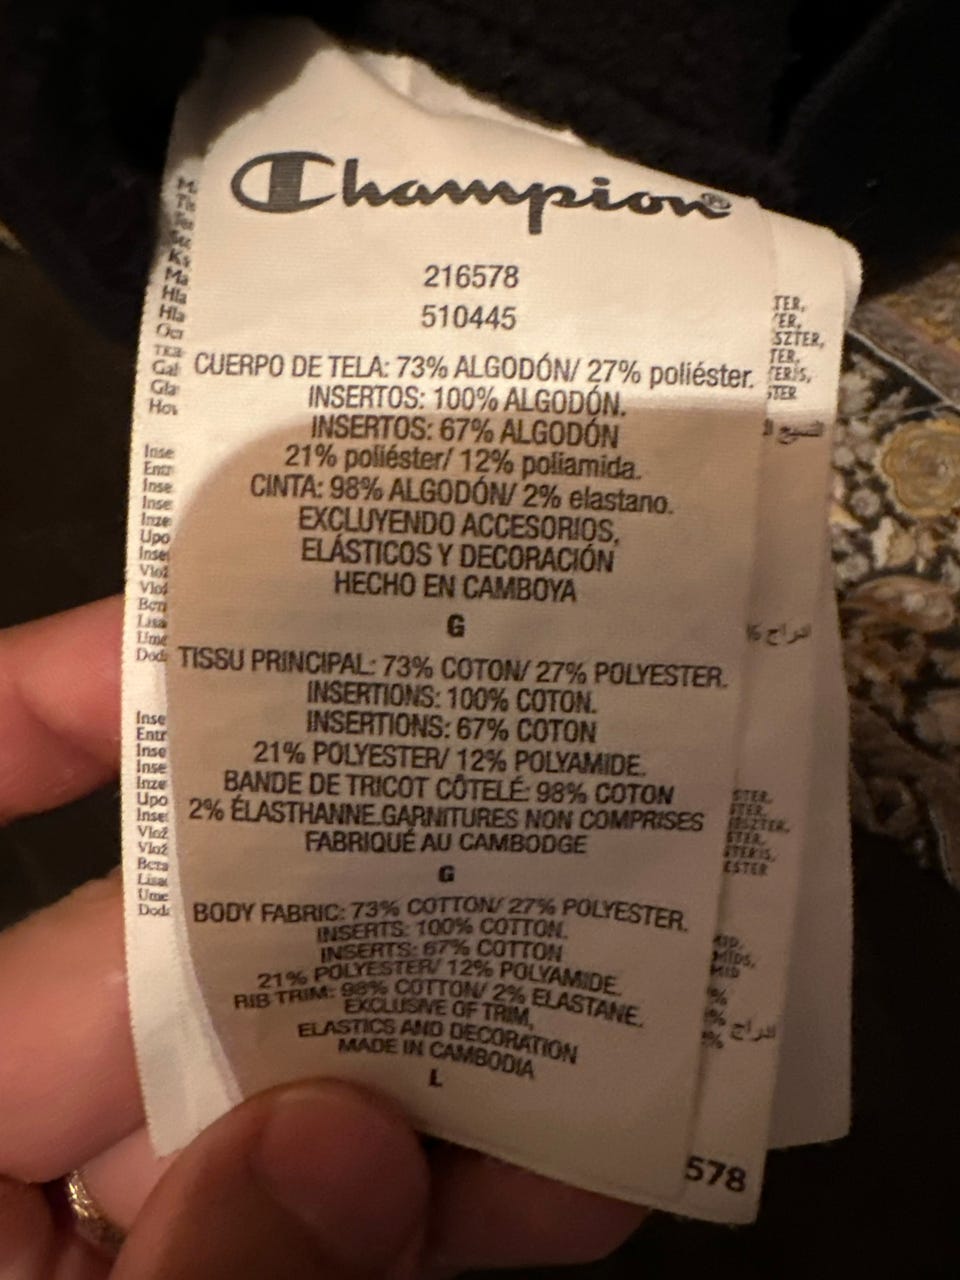 Champion®
216578
510445
CUERPO DE TELA: 73% ALGODÓN/ 27% poliéster.
INSERTOS: 100% ALGODÓN.
INSERTOS: 67% ALGODÓN
21% poliéster/ 12% poliamida.
CINTA: 98% ALGODÓN/ 2% elastano.
EXCLUYENDO ACCESORIOS,
ELÁSTICOS Y DECORACIÓN
HECHO EN CAMBOYA
G
TISSU PRINCIPAL: 73% COTON/ 27% POLYESTER.
INSERTIONS: 100% COTON.
INSERTIONS: 67% COTON
21% POLYESTER/ 12% POLYAMIDE.
BANDE DE TRICOT CÔTELÉ: 98% COTON
2% ÉLASTHANNE.GARNITURES NON COMPRISES
FABRIQUÉ AU CAMBODGE
G
BODY FABRIC: 73% COTTON/ 27% POLYESTER.
INSERTS: 100% COTTON.
INSERTS: 67% COTTON
21% POLYESTER/ 12% POLYAMIDE.
RIB TRIM: 98% COTTON/ 2% ELASTANE.
EXCLUSIVE OF TRIM,
ELASTICS AND DECORATION
MADE IN CAMBODIA
L
578